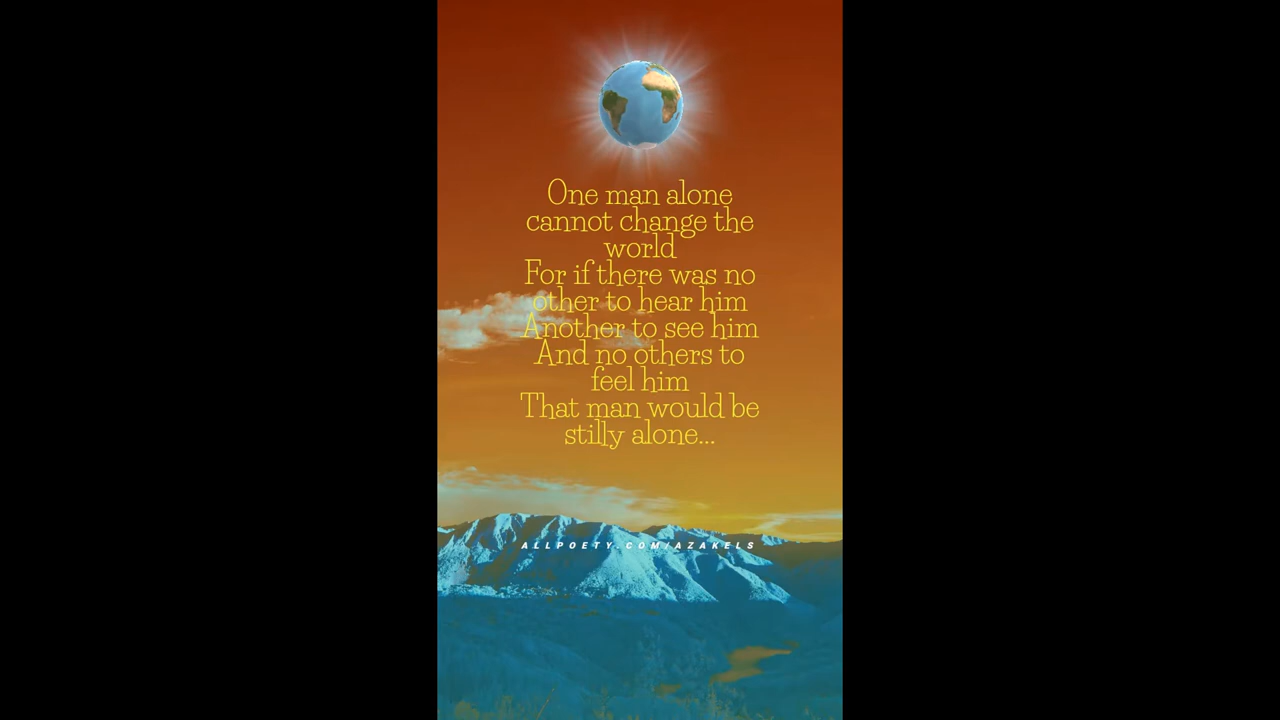 One man alone
cannot change the
world
For if there was no
other to hear him
Another to see him
And no others to
feel him
That man would be
stilly alone...
ALLPOETY.COM/AZAKELS